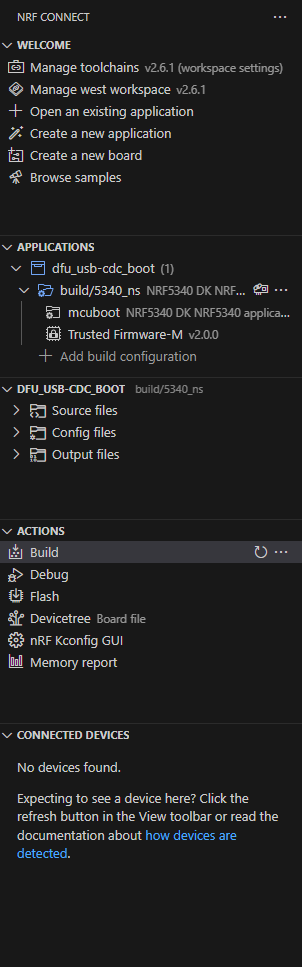 NRF CONNECT ...
WELCOME
Manage toolchains v2.6.1 (workspace settings)
Manage west workspace v2.6.1
Open an existing application
Create a new application
Create a new board
Browse samples
APPLICATIONS
dfu_usb-cdc_boot (1)
build/5340_ns NRF5340 DK NRF... ...
mcuboot NRF5340 DK NRF5340 applica...
Trusted Firmware-M v2.0.0
Add build configuration
DFU_USB-CDC_BOOT build/5340_ns
Source files
Config files
Output files
ACTIONS
Build ...
Debug
Flash
Devicetree Board file
nRF Kconfig GUI
Memory report
CONNECTED DEVICES
No devices found.
Expecting to see a device here? Click the
refresh button in the View toolbar or read the
documentation about how devices are
detected.